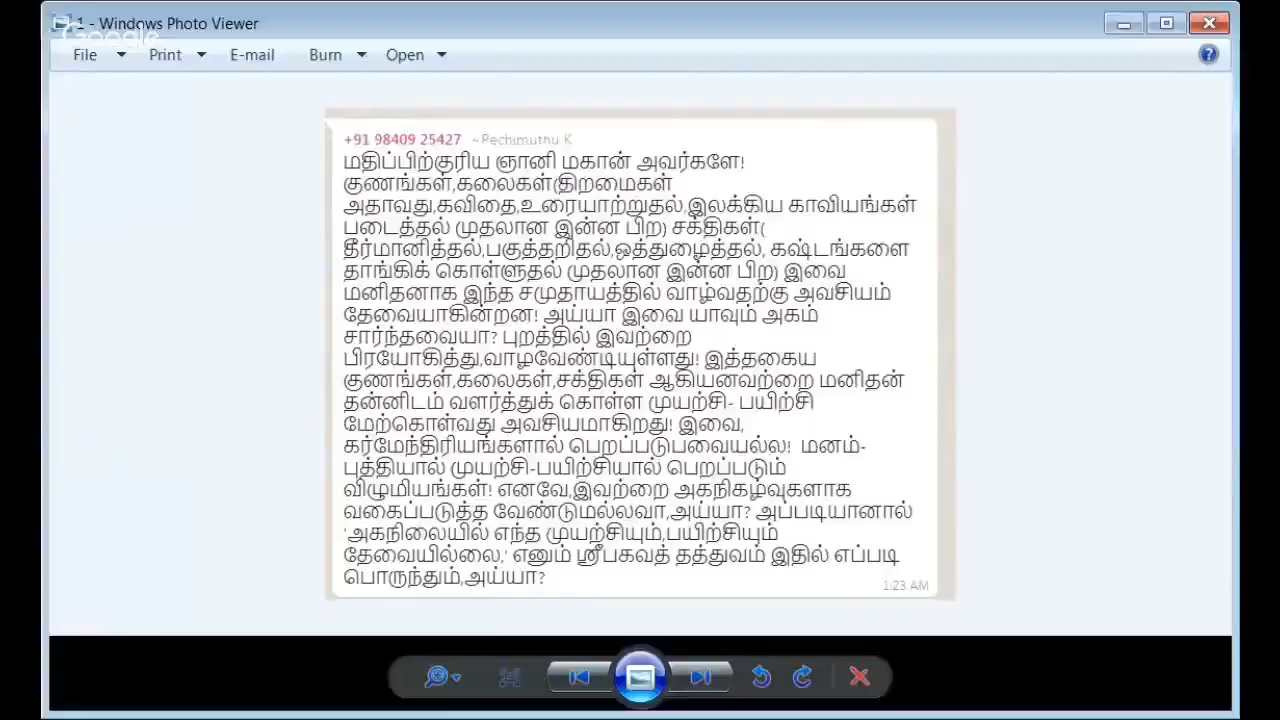 1 - Windows Photo Viewer
Google
File Print E-mail Burn Open
+91 98409 25427 ~Pechimuthu K
மதிப்பிற்குரிய ஞானி மகான் அவர்களே!
குணங்கள்,கலைகள்(திறமைகள்
அதாவது,கவிதை,உரையாற்றுதல்,இலக்கிய காவியங்கள்
படைத்தல் முதலான இன்ன பிற) சக்திகள்(
தீர்மானித்தல்,பகுத்தறிதல்,ஒத்துழைத்தல், கஷ்டங்களை
தாங்கிக் கொள்ளுதல் முதலான இன்ன பிற) இவை
மனிதனாக இந்த சமுதாயத்தில் வாழ்வதற்கு அவசியம்
தேவையாகின்றன! அய்யா இவை யாவும் அகம்
சார்ந்தவையா? புறத்தில் இவற்றை
பிரயோகித்து,வாழவேண்டியுள்ளது! இத்தகைய
குணங்கள்,கலைகள்,சக்திகள் ஆகியனவற்றை மனிதன்
தன்னிடம் வளர்த்துக் கொள்ள முயற்சி- பயிற்சி
மேற்கொள்வது அவசியமாகிறது! இவை,
கர்மேந்திரியங்களால் பெறப்படுபவையல்ல! மனம்-
புத்தியால் முயற்சி-பயிற்சியால் பெறப்படும்
விழுமியங்கள்! எனவே,இவற்றை அகநிகழ்வுகளாக
வகைப்படுத்த வேண்டுமல்லவா,அய்யா? அப்படியானால்
'அகநிலையில் எந்த முயற்சியும்,பயிற்சியும்
தேவையில்லை,' எனும் ஸ்ரீபகவத் தத்துவம் இதில் எப்படி
பொருந்தும்,அய்யா?
1:23 AM